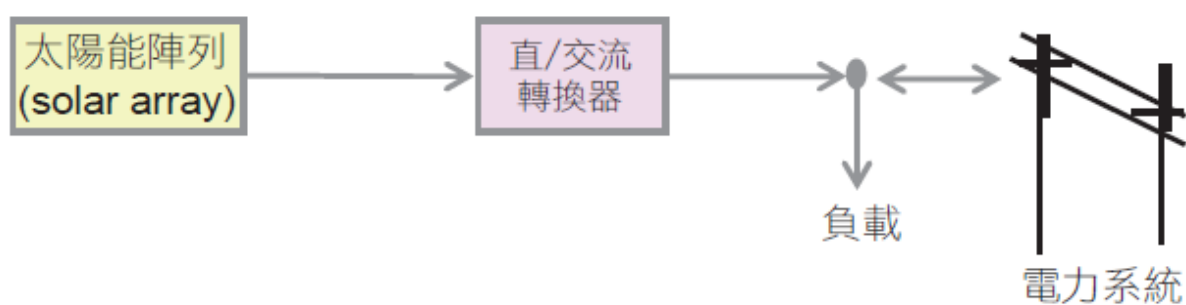 太陽能陣列
(solar array)
直/交流
轉換器
負載
電力系統